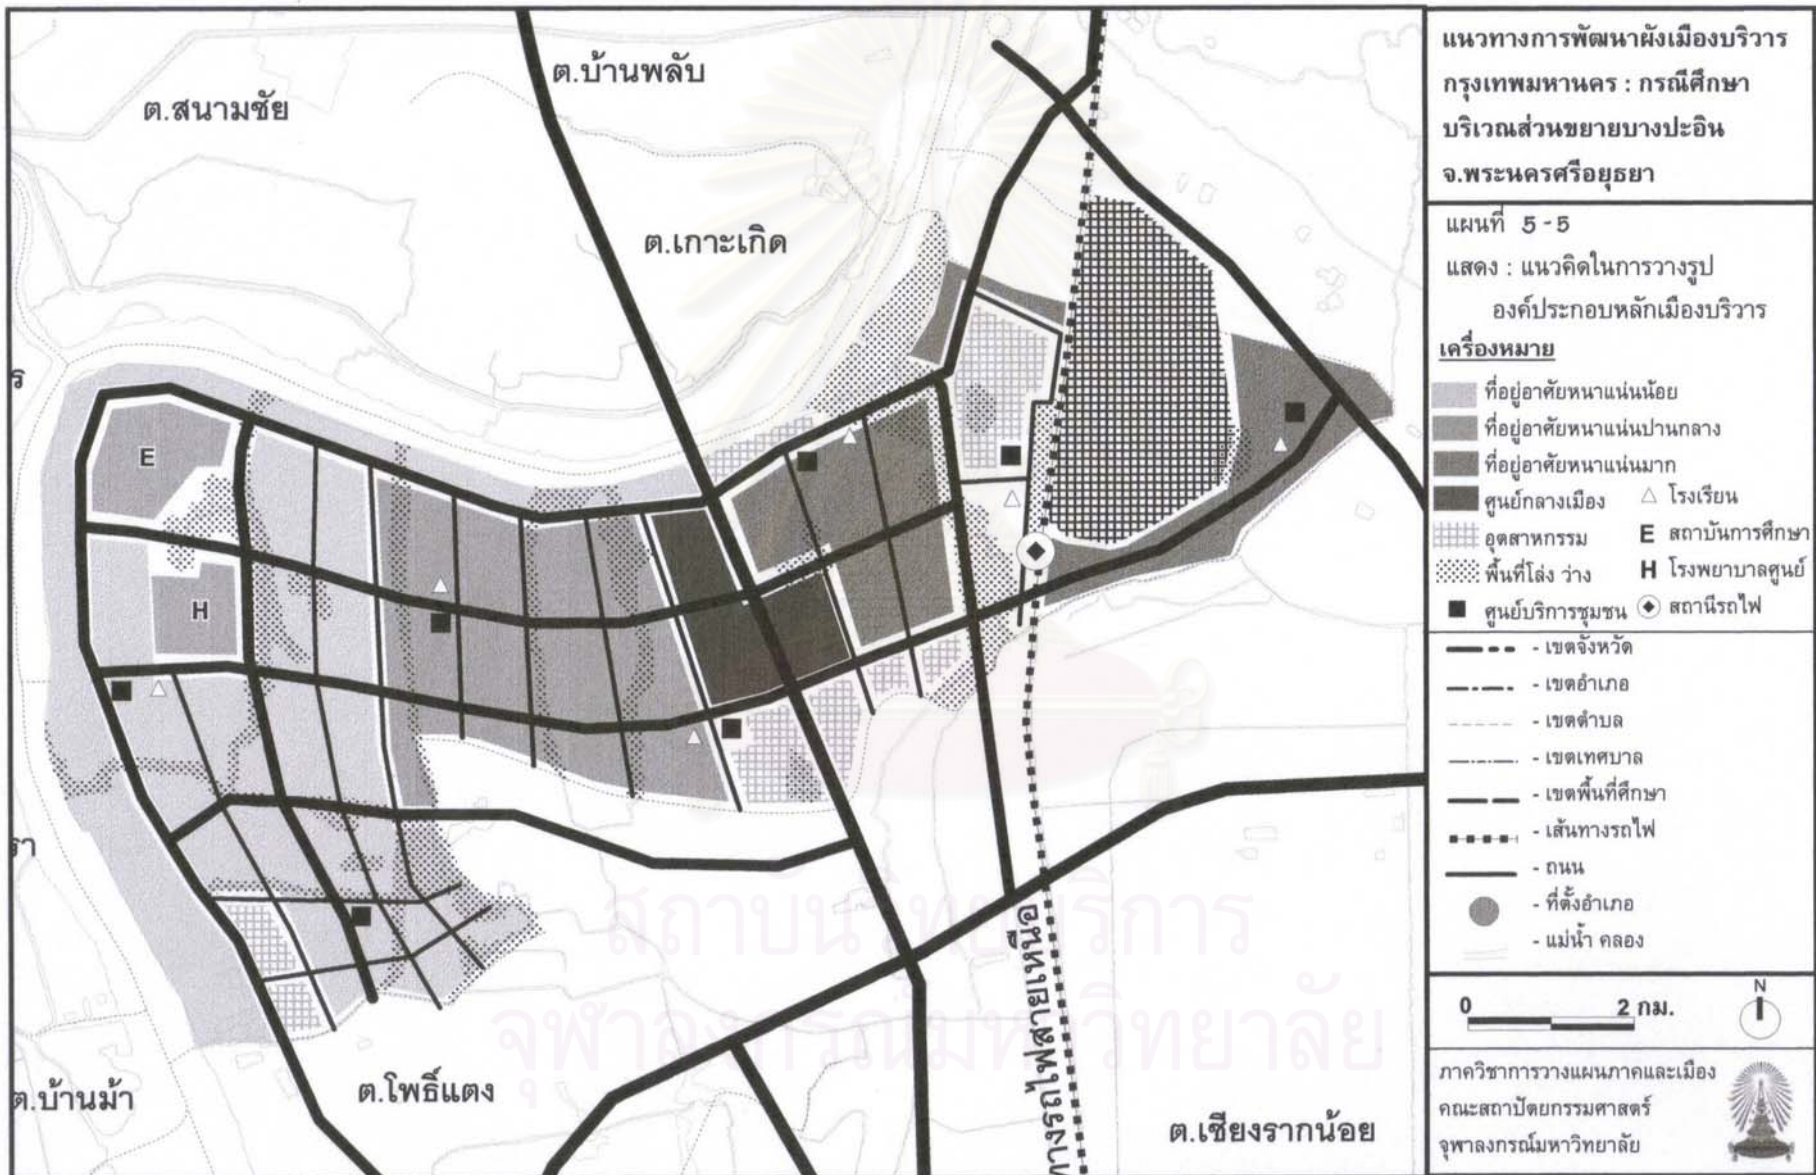 ต.สนามชัย
ต.บ้านพลับ
ต.เกาะเกิด
E
H
ต.บ้านม้า
ต.โพธิ์แตง
ต.เชียงรากน้อย
ทางรถไฟสายเหนือ
สถาบันวิทยบริการ
จุฬาลงกรณ์มหาวิทยาลัย
แนวทางการพัฒนาผังเมืองบริวาร
กรุงเทพมหานคร : กรณีศึกษา
บริเวณส่วนขยายบางปะอิน
จ.พระนครศรีอยุธยา
แผนที่ 5-5
แสดง : แนวคิดในการวางรูป
องค์ประกอบหลักเมืองบริวาร
เครื่องหมาย
ที่อยู่อาศัยหนาแน่นน้อย
ที่อยู่อาศัยหนาแน่นปานกลาง
ที่อยู่อาศัยหนาแน่นมาก
ศูนย์กลางเมือง
โรงเรียน
อุตสาหกรรม
E สถาบันการศึกษา
พื้นที่โล่ง ว่าง
H โรงพยาบาลศูนย์
ศูนย์บริการชุมชน
สถานีรถไฟ
- เขตจังหวัด
- เขตอำเภอ
- เขตตำบล
- เขตเทศบาล
- เขตพื้นที่ศึกษา
- เส้นทางรถไฟ
- ถนน
- ที่ตั้งอำเภอ
- แม่น้ำ คลอง
0 2 กม.
N
ภาควิชาการวางแผนภาคและเมือง
คณะสถาปัตยกรรมศาสตร์
จุฬาลงกรณ์มหาวิทยาลัย